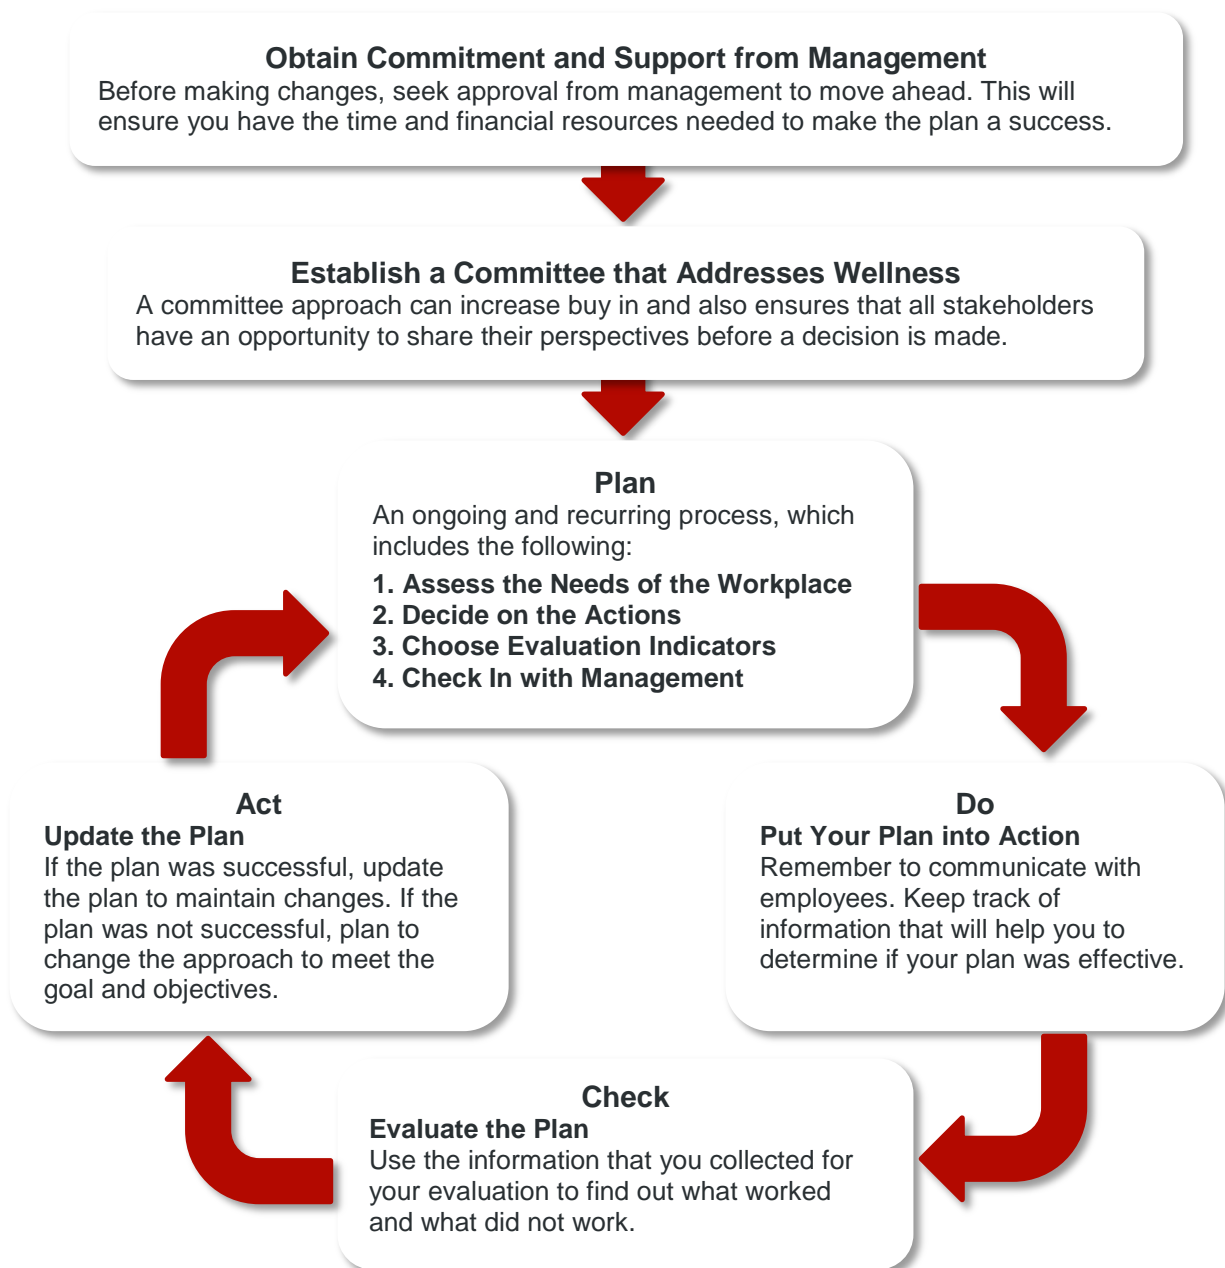 Obtain Commitment and Support from Management
Before making changes, seek approval from management to move ahead. This will
ensure you have the time and financial resources needed to make the plan a success.
Establish a Committee that Addresses Wellness
A committee approach can increase buy in and also ensures that all stakeholders
have an opportunity to share their perspectives before a decision is made.
Plan
An ongoing and recurring process, which
includes the following:
1. Assess the Needs of the Workplace
2. Decide on the Actions
3. Choose Evaluation Indicators
4. Check In with Management
Do
Put Your Plan into Action
Remember to communicate with
employees. Keep track of
information that will help you to
determine if your plan was effective.
Check
Evaluate the Plan
Use the information that you collected for
your evaluation to find out what worked
and what did not work.
Act
Update the Plan
If the plan was successful, update
the plan to maintain changes. If the
plan was not successful, plan to
change the approach to meet the
goal and objectives.